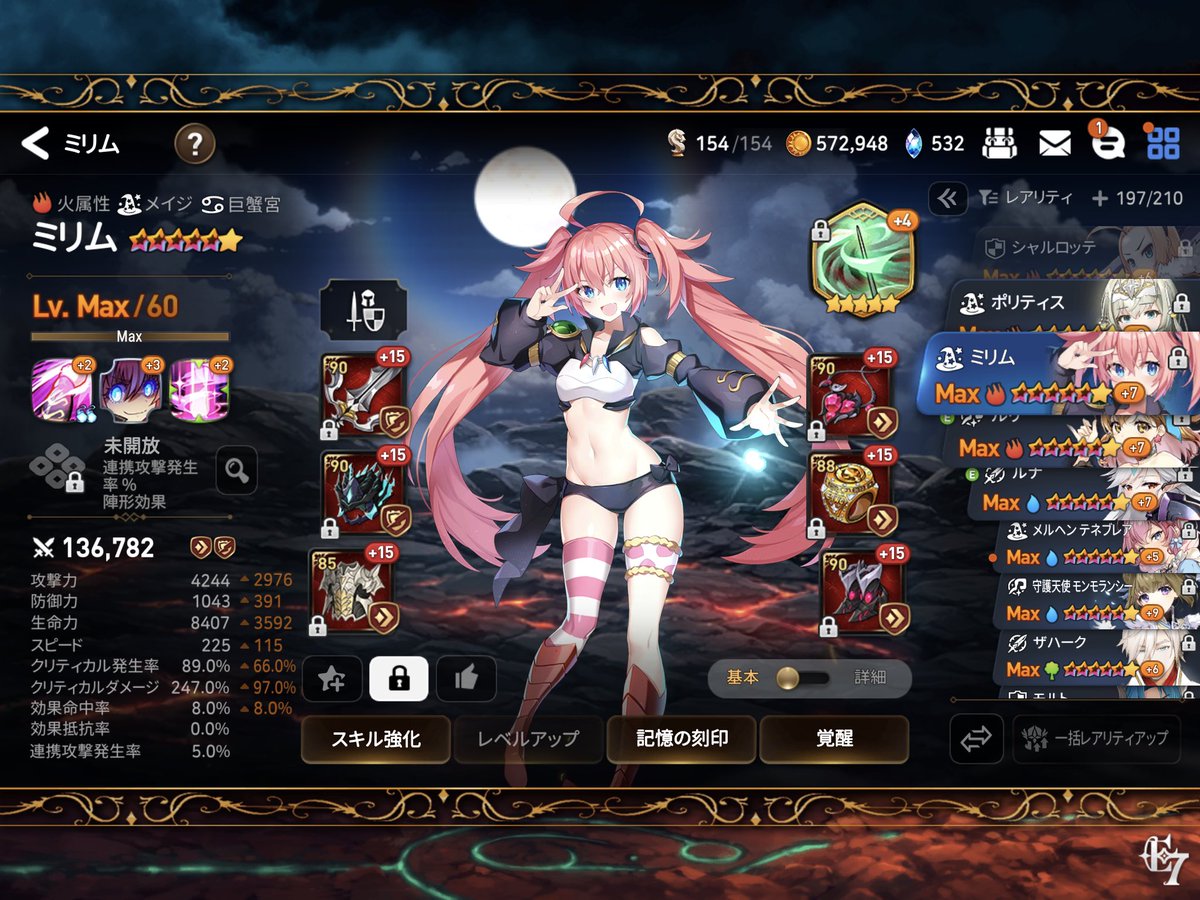 ミリム
?
154/154
572,948
532
1
火属性 メイジ 巨蟹宮
ミリム
Lv. Max/60
Max
+2
+3
+2
未開放
連携攻撃発生
率%
陣形効果
136,782
攻撃力 4244 2976
防御力 1043 391
生命力 8407 3592
スピード 225 115
クリティカル発生率 89.0% 66.0%
クリティカルダメージ 247.0% 97.0%
効果命中率 8.0% 8.0%
効果抵抗率 0.0%
連携攻撃発生率 5.0%
+4
90 +15
90 +15
85 +15
90 +15
88 +15
90 +15
基本 詳細
スキル強化
レベルアップ
記憶の刻印
覚醒
レアリティ
197/210
シャルロッテ
ポリティス
ミリム
Max +7
Max +7
ルナ
Max +7
メルヘン テネブレア
Max +5
守護天使 モンモランシー
Max +9
ザハーク
Max +6
一括レアリティアップ
E7